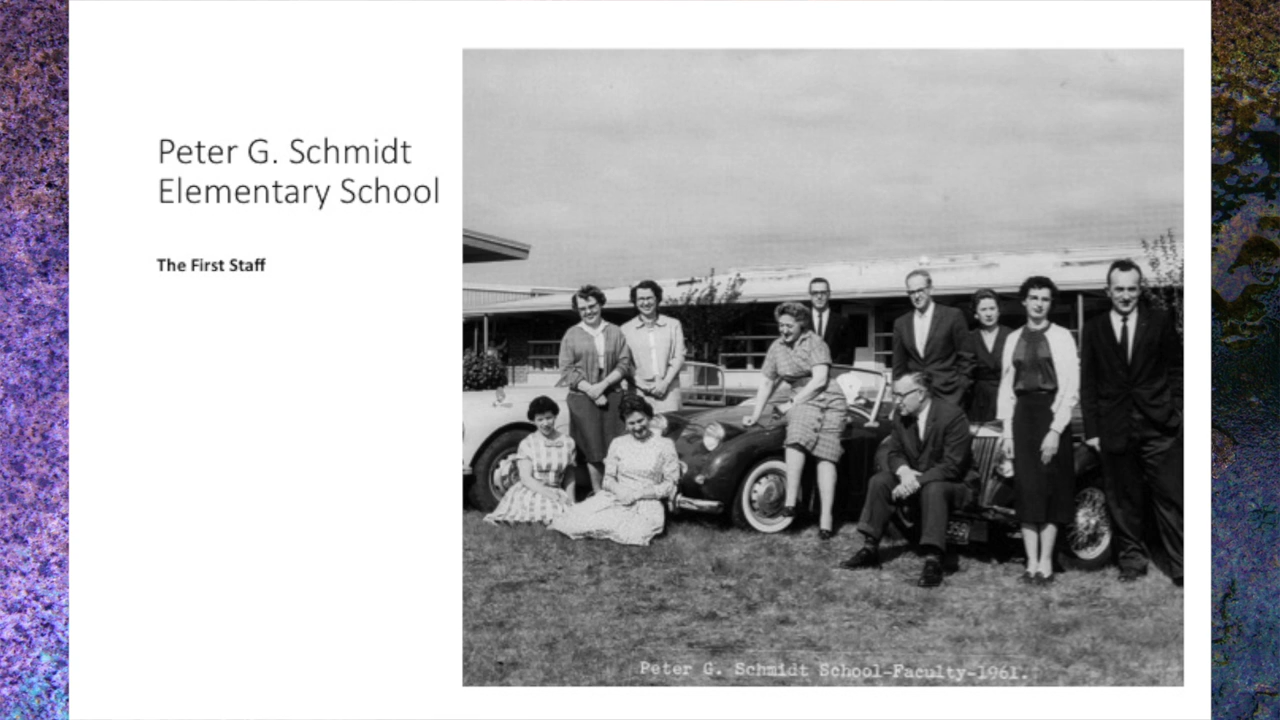 Peter G. Schmidt
Elementary School
The First Staff
Peter G. Schmidt School-Faculty-1961.